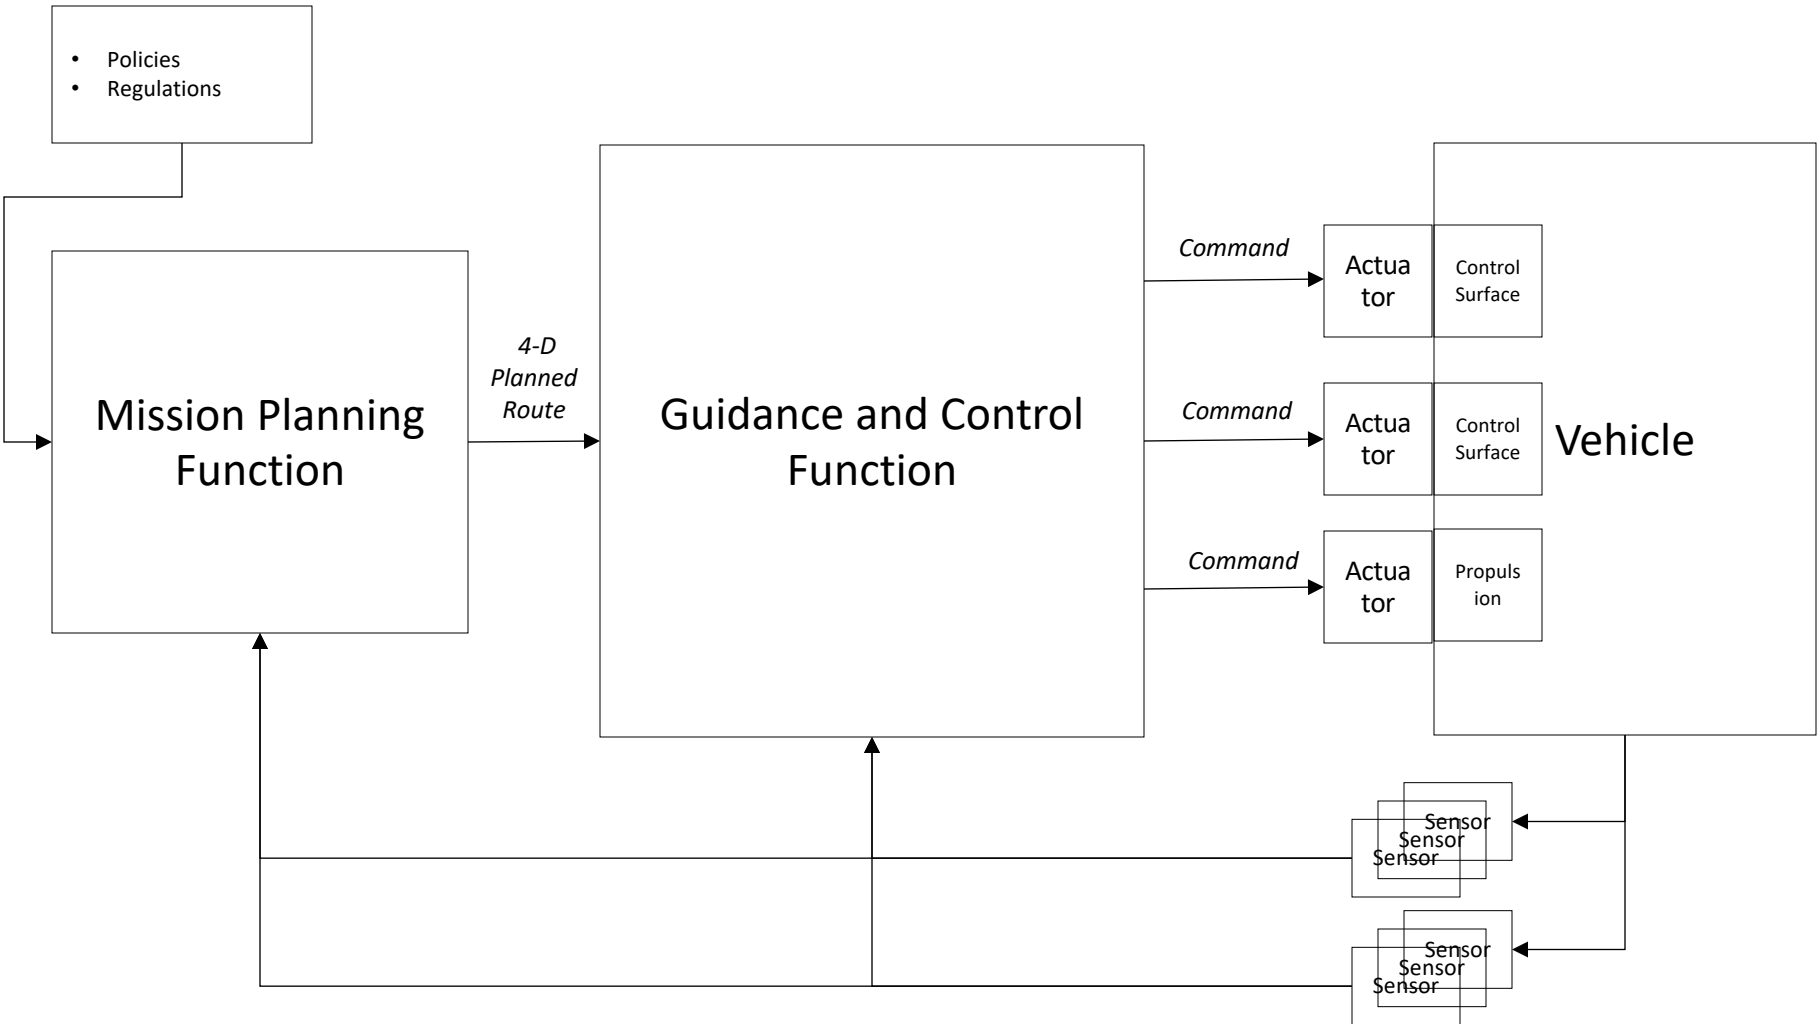 • Policies
• Regulations
Mission Planning
Function
4-D
Planned
Route
Guidance and Control
Function
Command
Actua
tor
Control
Surface
Command
Actua
tor
Control
Surface
Vehicle
Command
Actua
tor
Propuls
ion
Sensor
Sensor
Sensor
Sensor
Sensor
Sensor